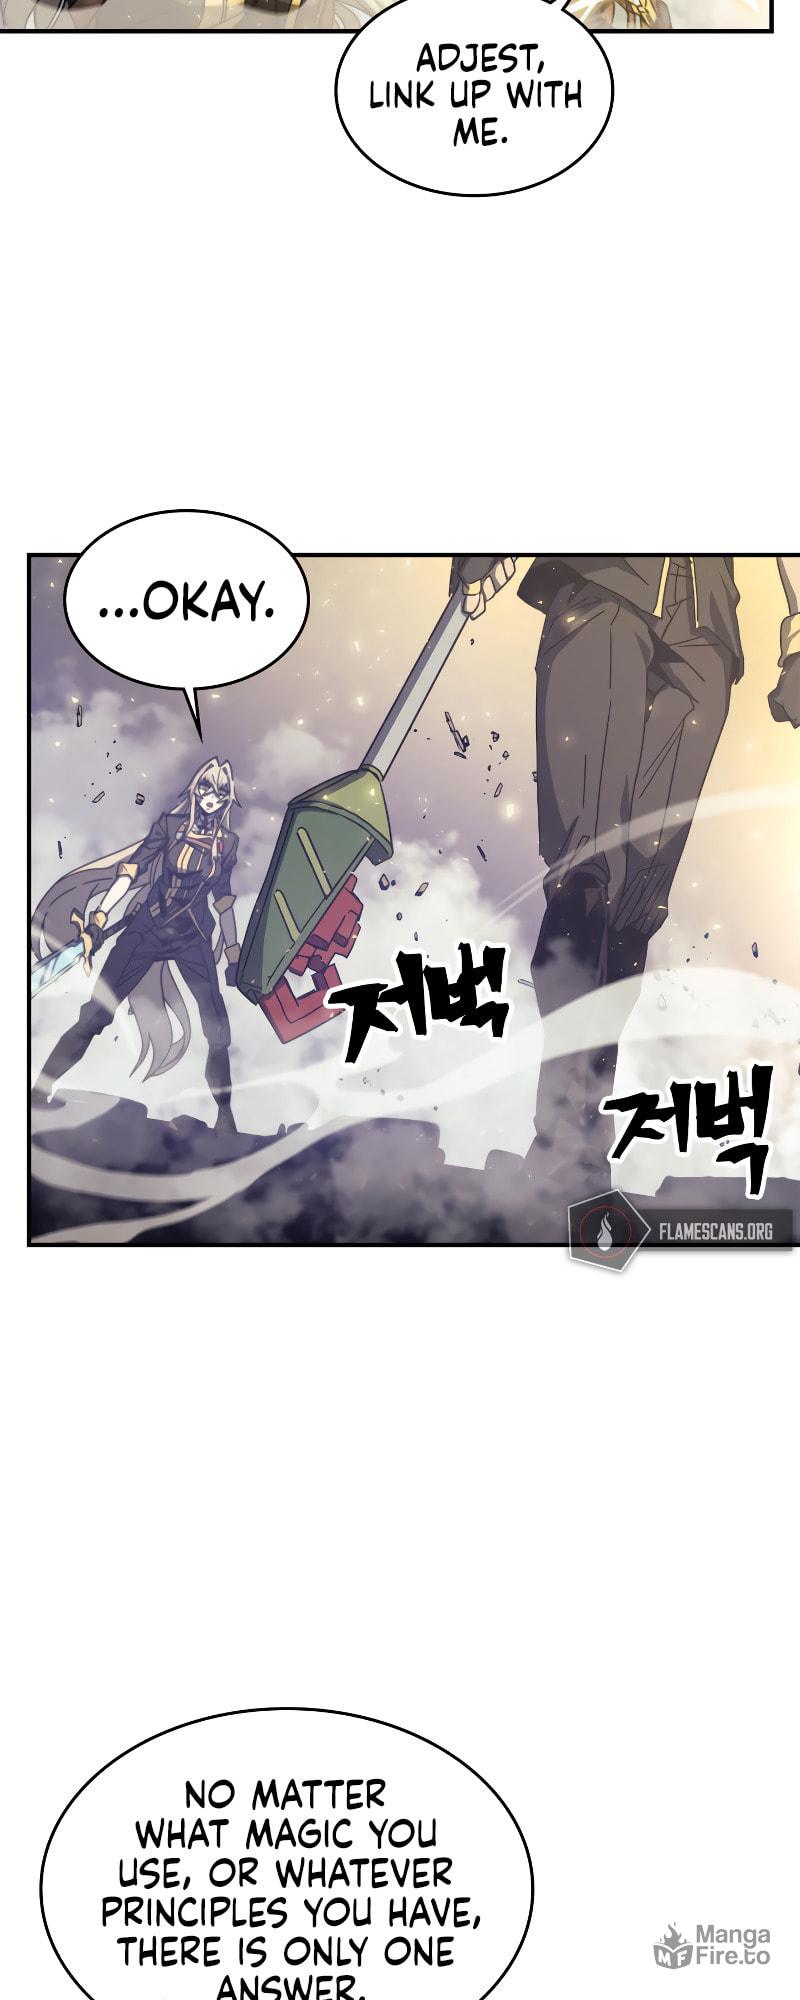 ADJEST,
LINK UP WITH
ME.
...OKAY.
저벅
저벅
FLAMESCANS.ORG
NO MATTER
WHAT MAGIC YOU
USE, OR WHATEVER
PRINCIPLES YOU HAVE,
THERE IS ONLY ONE
ANSWER.
Manga
MF Fire.to